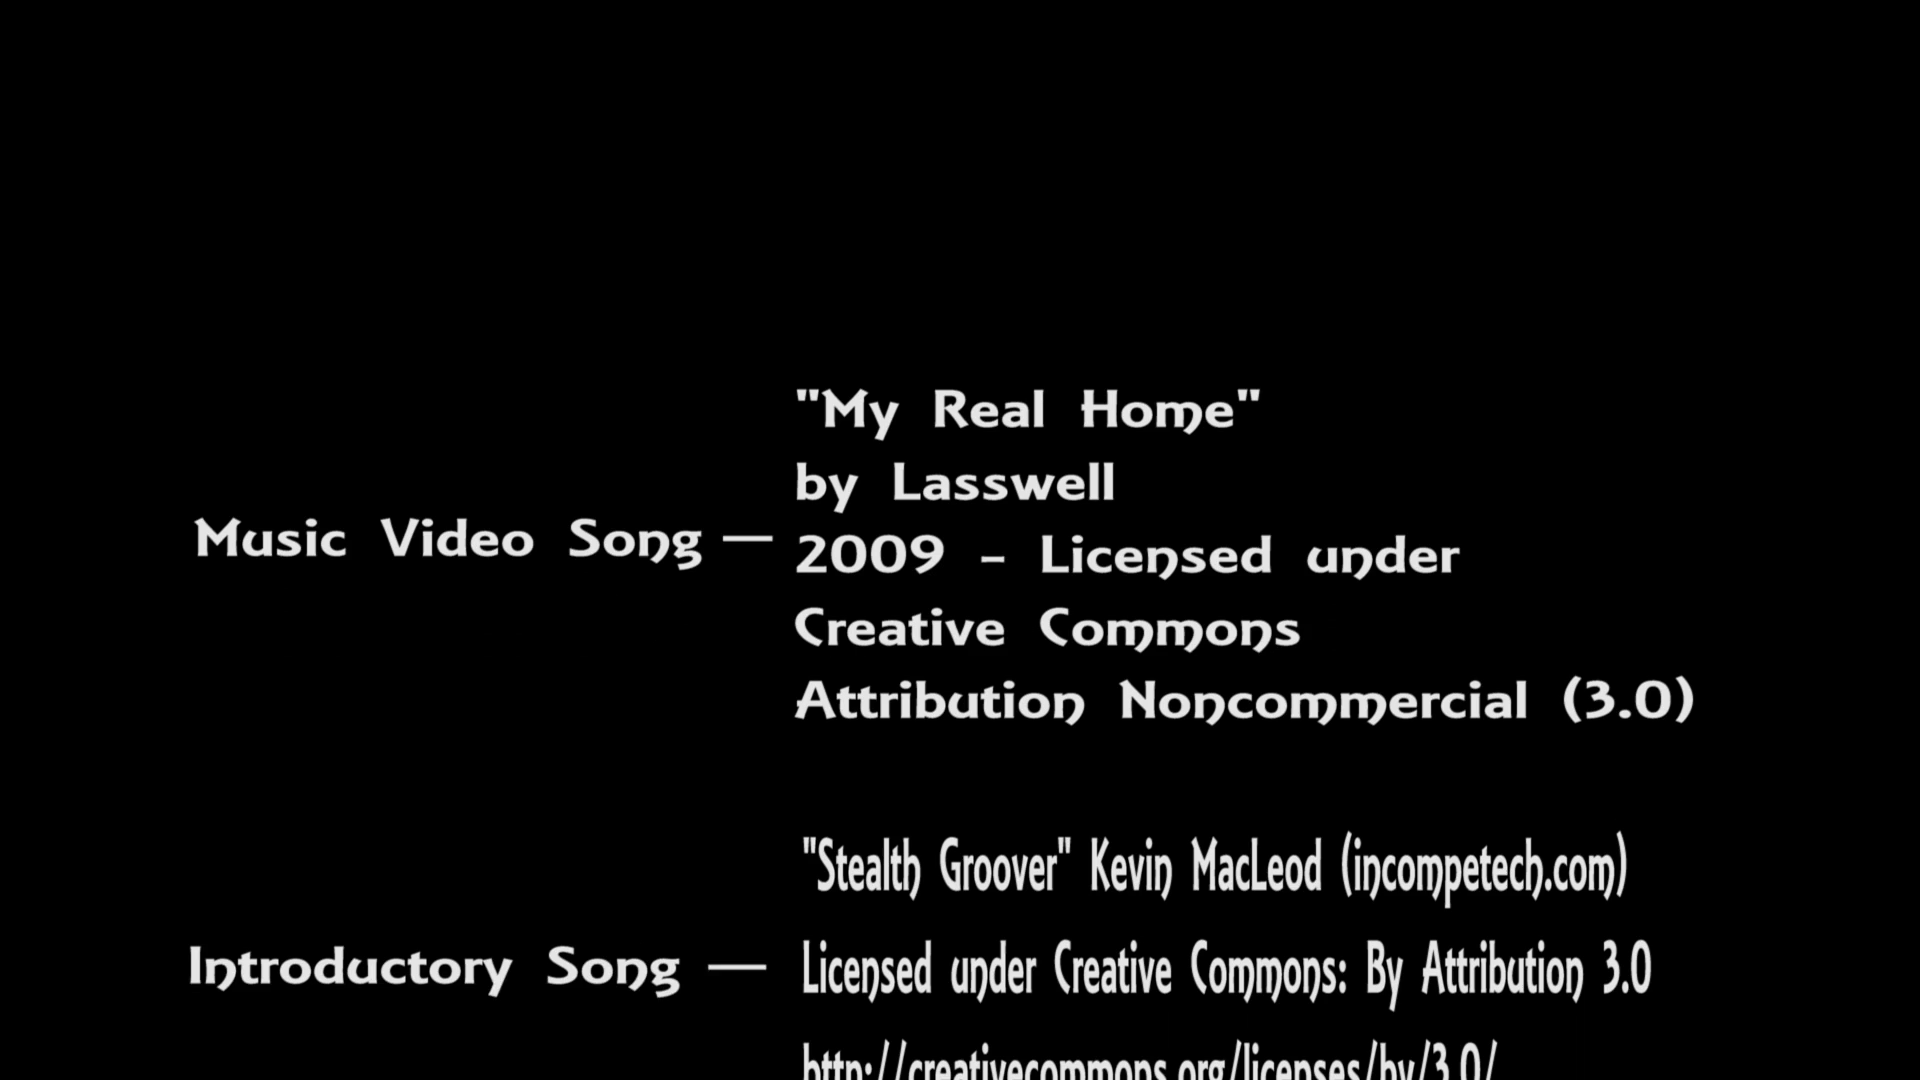 "My Real Home"
by Lasswell
Music Video Song — 2009 - Licensed under
Creative Commons
Attribution Noncommercial (3.0)
"Stealth Groover" Kevin MacLeod (incompetech.com)
Introductory Song — Licensed under Creative Commons: By Attribution 3.0
http://creativecommons.org/licenses/by/3.0/